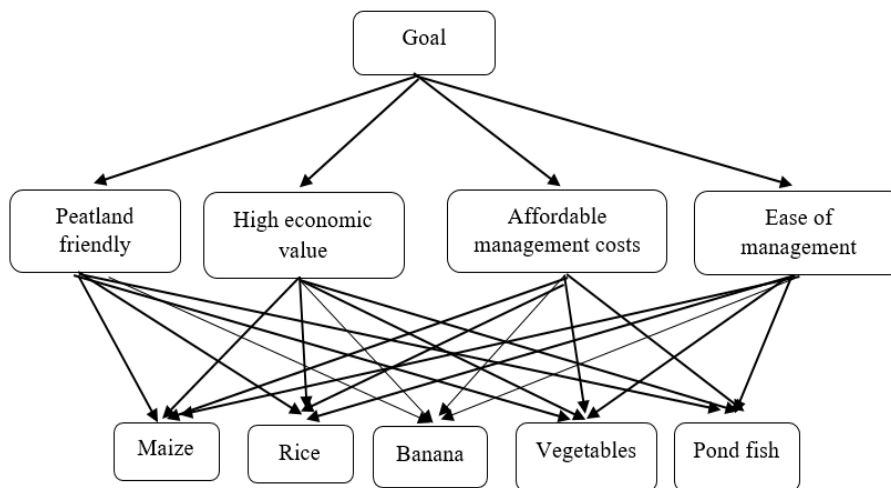 Goal
Peatland
friendly
High economic
value
Affordable
management costs
Ease of
management
Maize
Rice
Banana
Vegetables
Pond fish